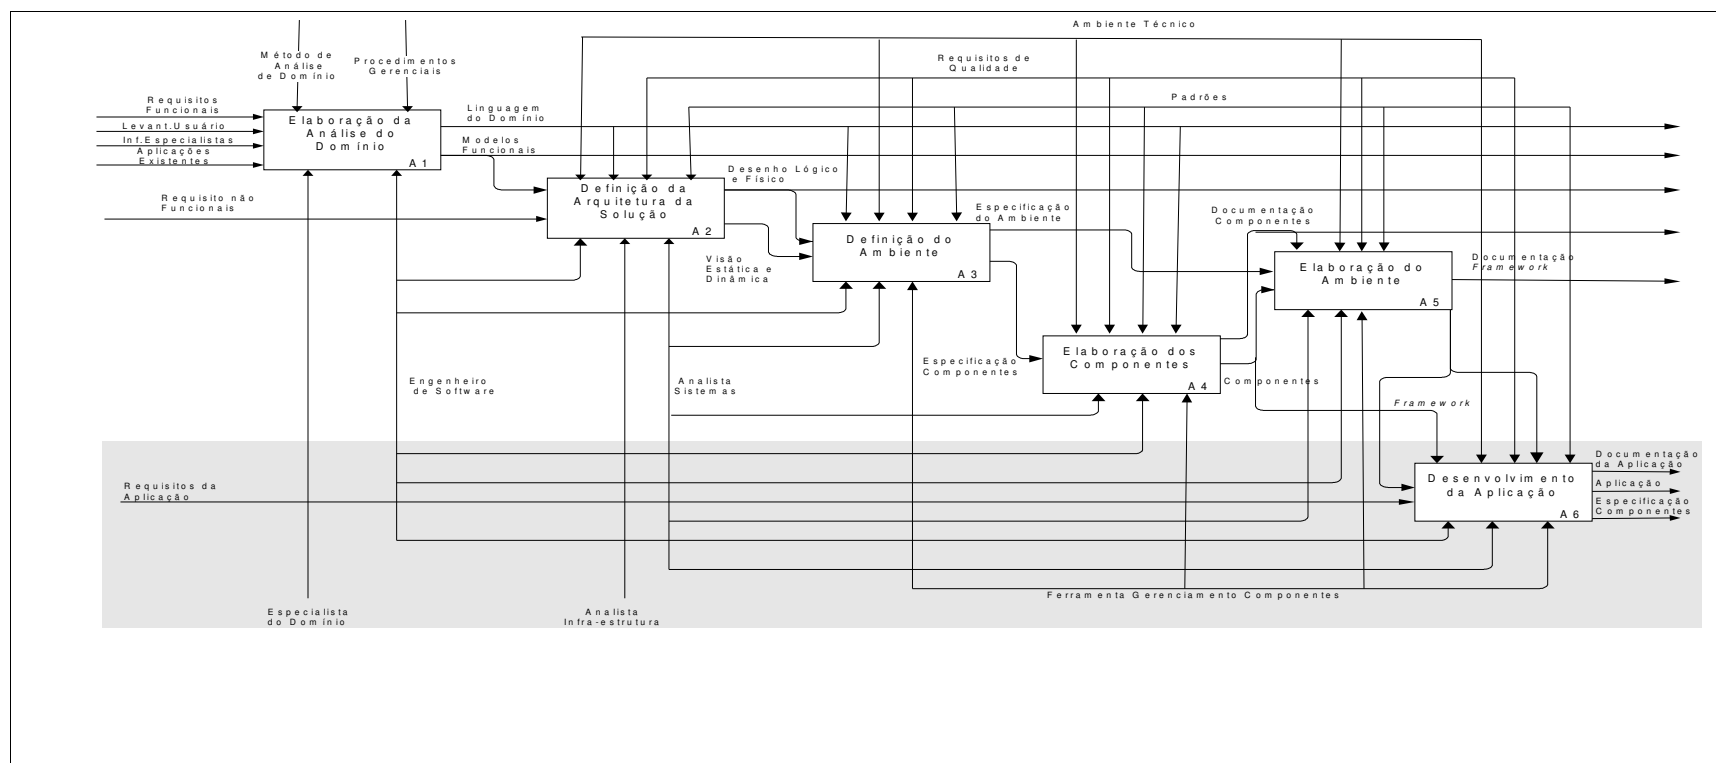 Ambiente Técnico
Método de
Análise
de Domínio
Procedimentos
Gerenciais
Requisitos de
Qualidade
Padrões
Requisitos
Funcionais
Levant.Usuário
Inf.Especialistas
Aplicações
Existentes
Elaboração da
Análise do
Domínio
A1
Linguagem
do Domínio
Modelos
Funcionais
Requisito não
Funcionais
Definição da
Arquitetura da
Solução
A2
Desenho Lógico
e Físico
Visão
Estática e
Dinâmica
Definição do
Ambiente
A3
Especificação
do Ambiente
Documentação
Componentes
Elaboração do
Ambiente
A5
Documentação
Framework
Especificação
Componentes
Elaboração dos
Componentes
A4
Componentes
Engenheiro
de Software
Analista
Sistemas
Framework
Requisitos da
Aplicação
Desenvolvimento
da Aplicação
A6
Documentação
da Aplicação
Aplicação
Especificação
Componentes
Ferramenta Gerenciamento Componentes
Especialista
do Domínio
Analista
Infra-estrutura